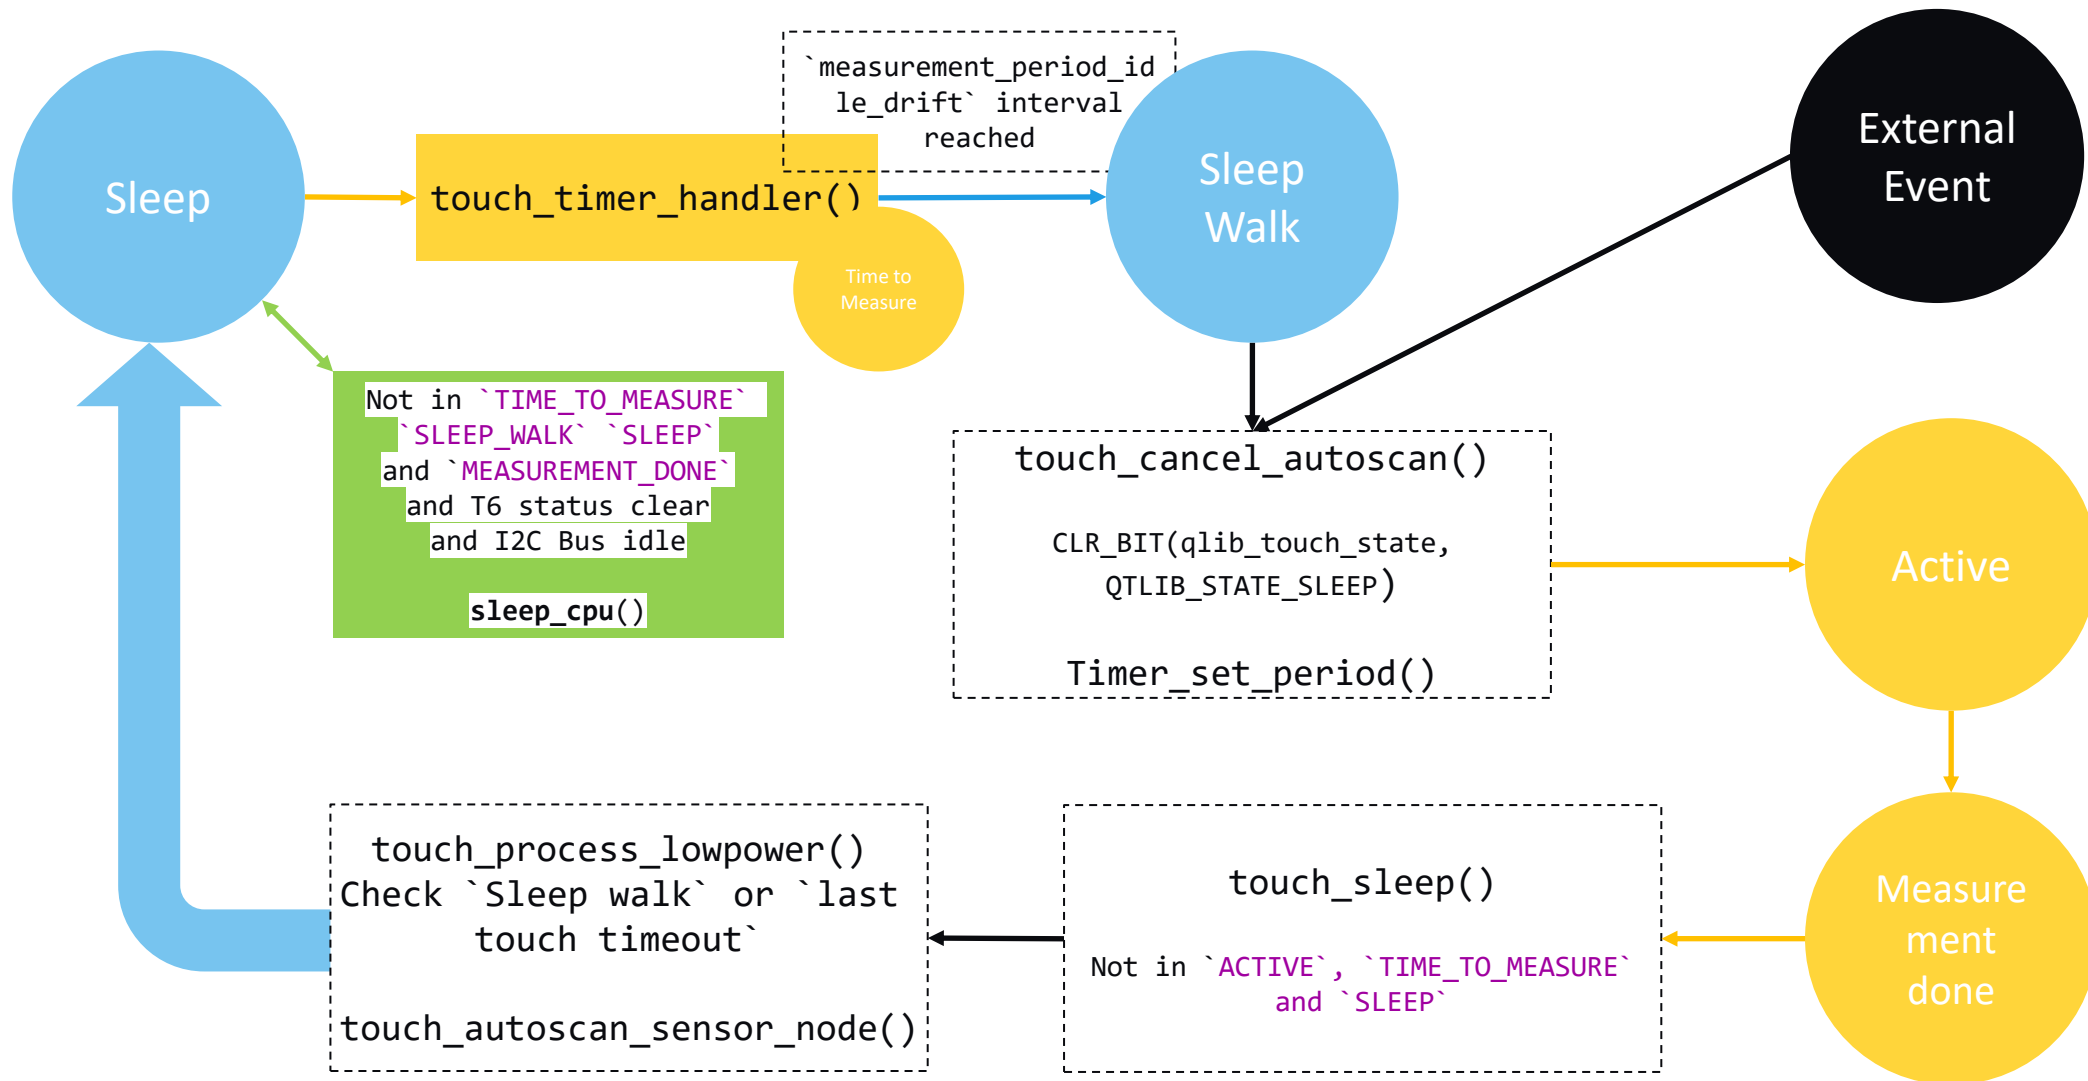 `measurement_period_id
le_drift` interval
reached
Sleep
touch_timer_handler()
Time to
Measure
Sleep
Walk
External
Event
Not in `TIME_TO_MEASURE`
`SLEEP_WALK` `SLEEP`
and `MEASUREMENT_DONE`
and T6 status clear
and I2C Bus idle
sleep_cpu()
touch_cancel_autoscan()
CLR_BIT(qlib_touch_state,
QTLIB_STATE_SLEEP)
Timer_set_period()
Active
Measure
ment
done
touch_sleep()
Not in `ACTIVE`, `TIME_TO_MEASURE`
and `SLEEP`
touch_process_lowpower()
Check `Sleep walk` or `last
touch timeout`
touch_autoscan_sensor_node()